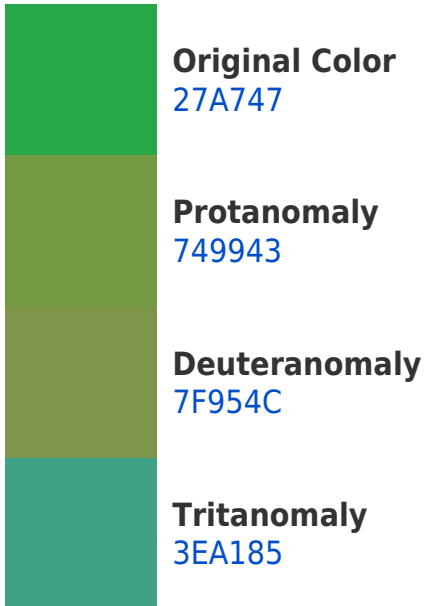 Original Color
27A747
Protanomaly
749943
Deuteranomaly
7F954C
Tritanomaly
3EA185